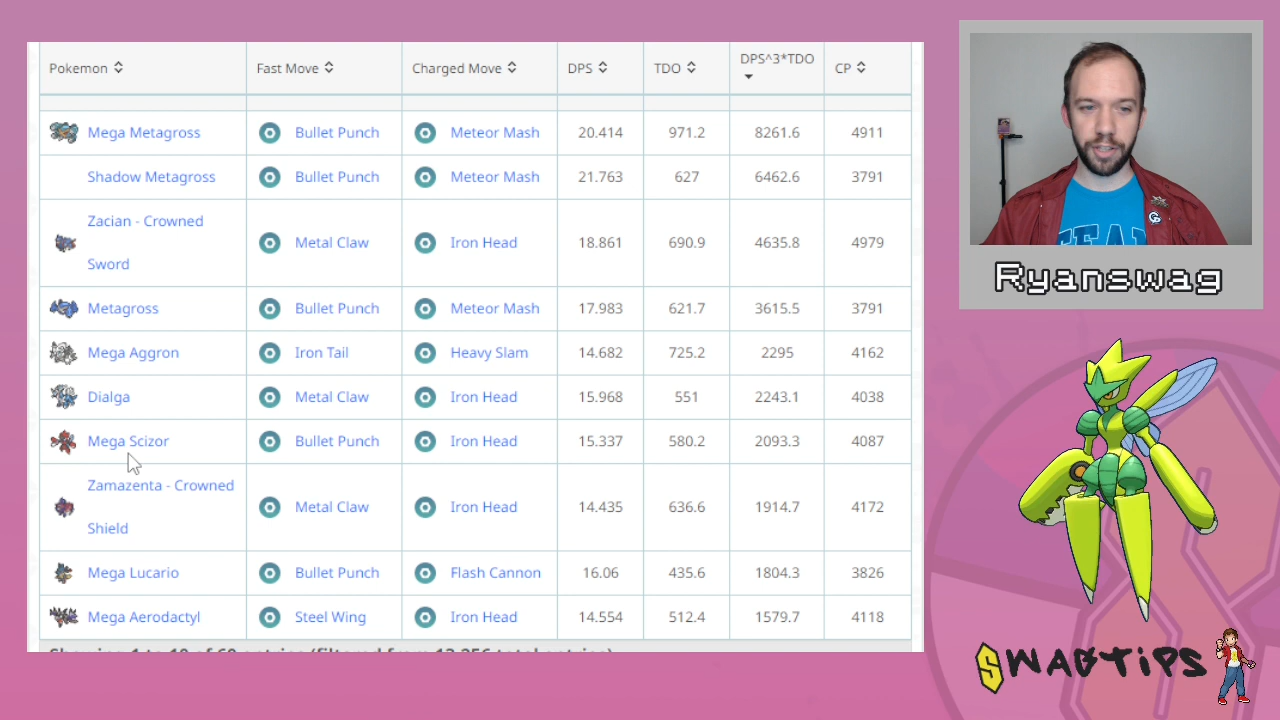 Pokemon Fast Move Charged Move DPS TDO DPS^3*TDO CP
Mega Metagross Bullet Punch Meteor Mash 20.414 971.2 8261.6 4911
Shadow Metagross Bullet Punch Meteor Mash 21.763 627 6462.6 3791
Zacian - Crowned
Sword Metal Claw Iron Head 18.861 690.9 4635.8 4979
Metagross Bullet Punch Meteor Mash 17.983 621.7 3615.5 3791
Mega Aggron Iron Tail Heavy Slam 14.682 725.2 2295 4162
Dialga Metal Claw Iron Head 15.968 551 2243.1 4038
Mega Scizor Bullet Punch Iron Head 15.337 580.2 2093.3 4087
Zamazenta - Crowned
Shield Metal Claw Iron Head 14.435 636.6 1914.7 4172
Mega Lucario Bullet Punch Flash Cannon 16.06 435.6 1804.3 3826
Mega Aerodactyl Steel Wing Iron Head 14.554 512.4 1579.7 4118
Ryanswag
SWAGTIPS